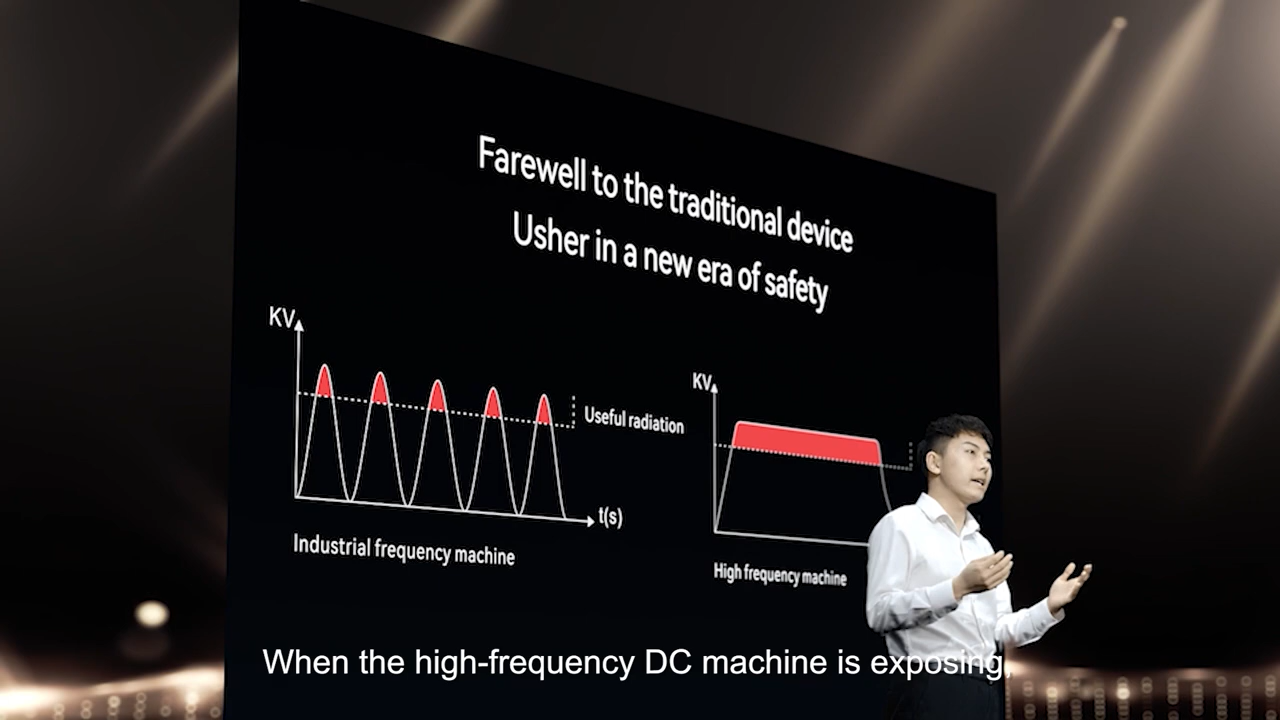 Farewell to the traditional device
Usher in a new era of safety
KV
Useful radiation
t(s)
Industrial frequency machine
KV
High frequency machine
When the high-frequency DC machine is exposing,